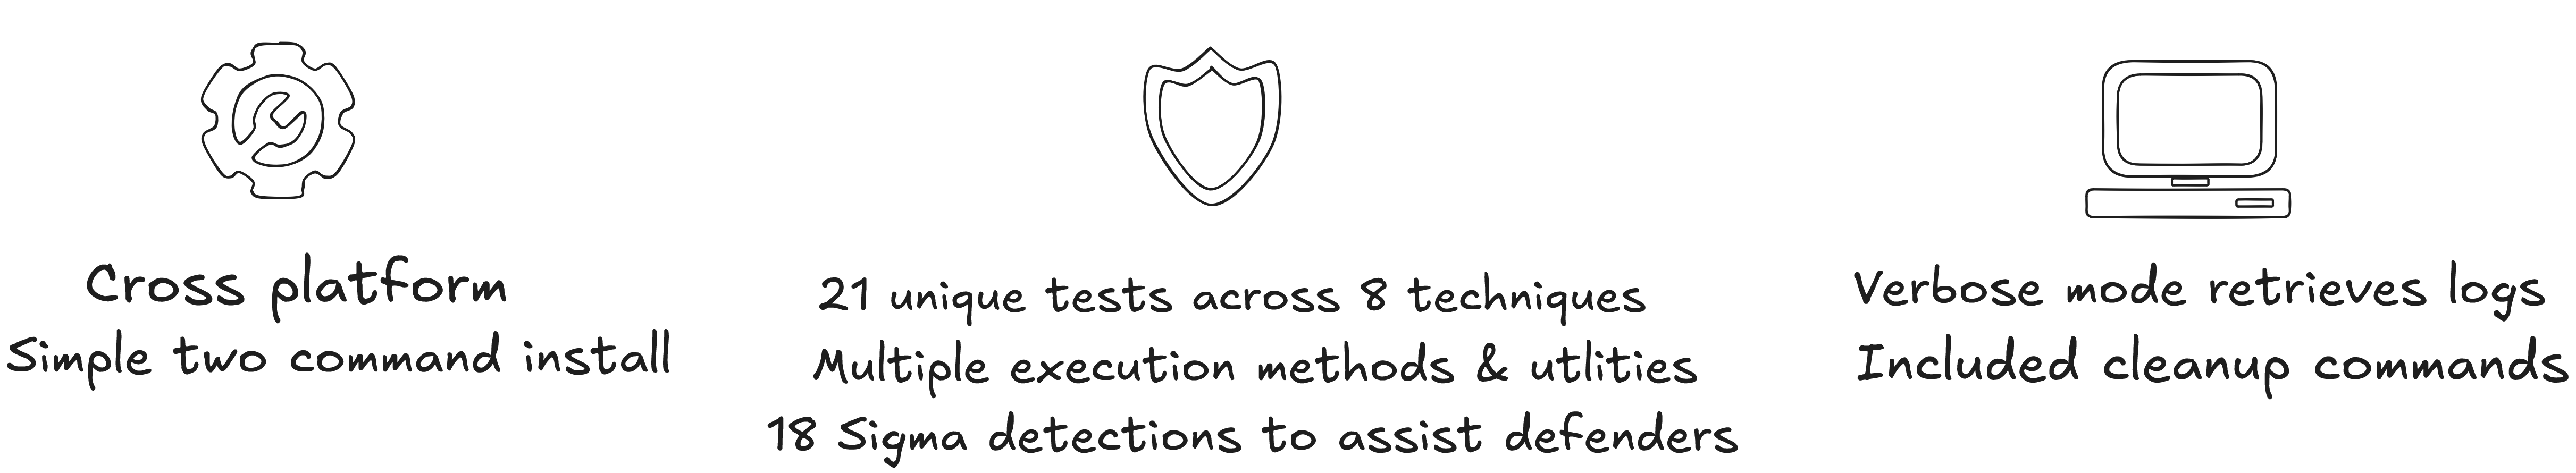 Cross platform
Simple two command install
21 unique tests across 8 techniques
Multiple execution methods & utlities
18 Sigma detections to assist defenders
Verbose mode retrieves logs
Included cleanup commands